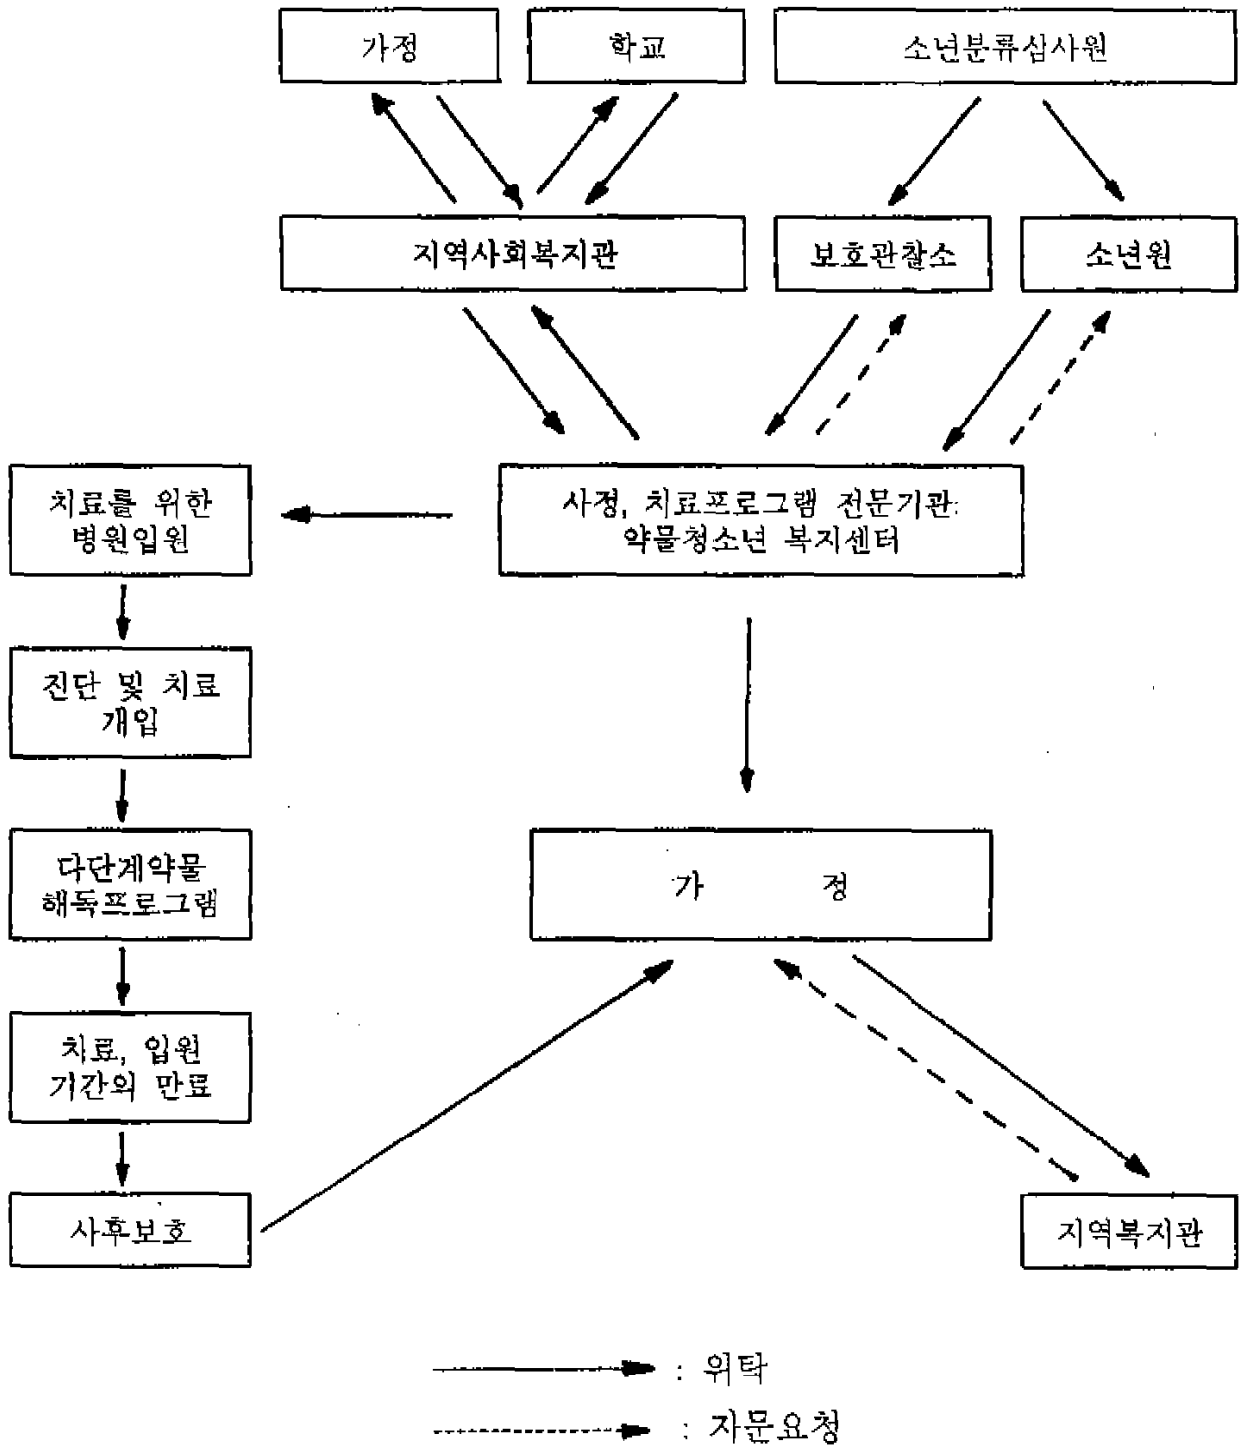 가정
학교
소년분류심사원
지역사회복지관
보호관찰소
소년원
치료를 위한
병원입원
사정, 치료프로그램 전문기관:
약물청소년 복지센터
진단 및 치료
개입
다단계약물
해독프로그램
가 정
치료, 입원
기간의 만료
사후보호
지역복지관
: 위탁
: 자문요청